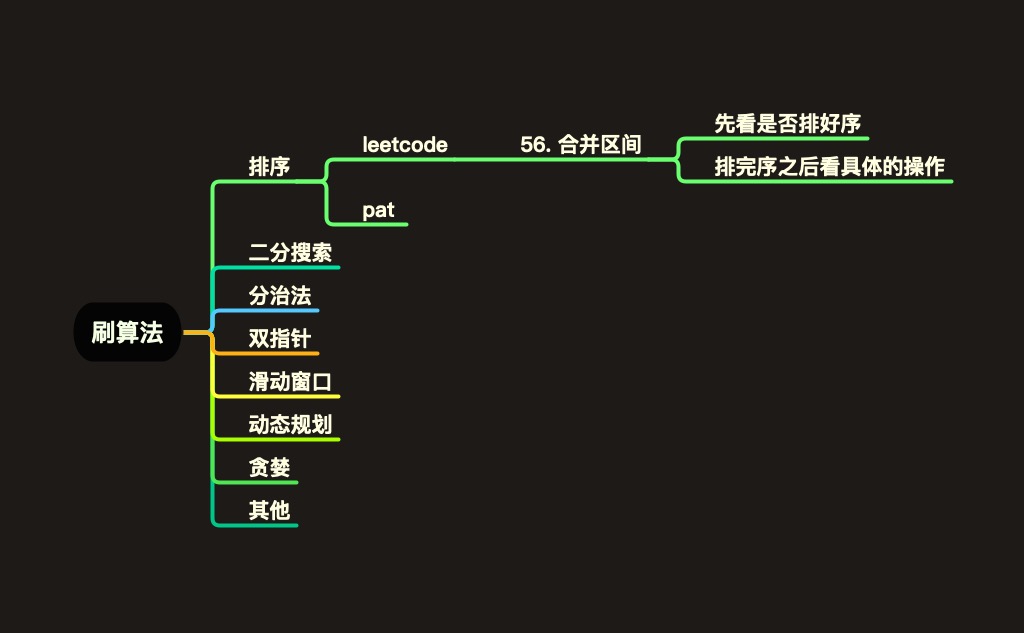 刷算法
排序
leetcode
56. 合并区间
先看是否排好序
排完序之后看具体的操作
pat
二分搜索
分治法
双指针
滑动窗口
动态规划
贪婪
其他